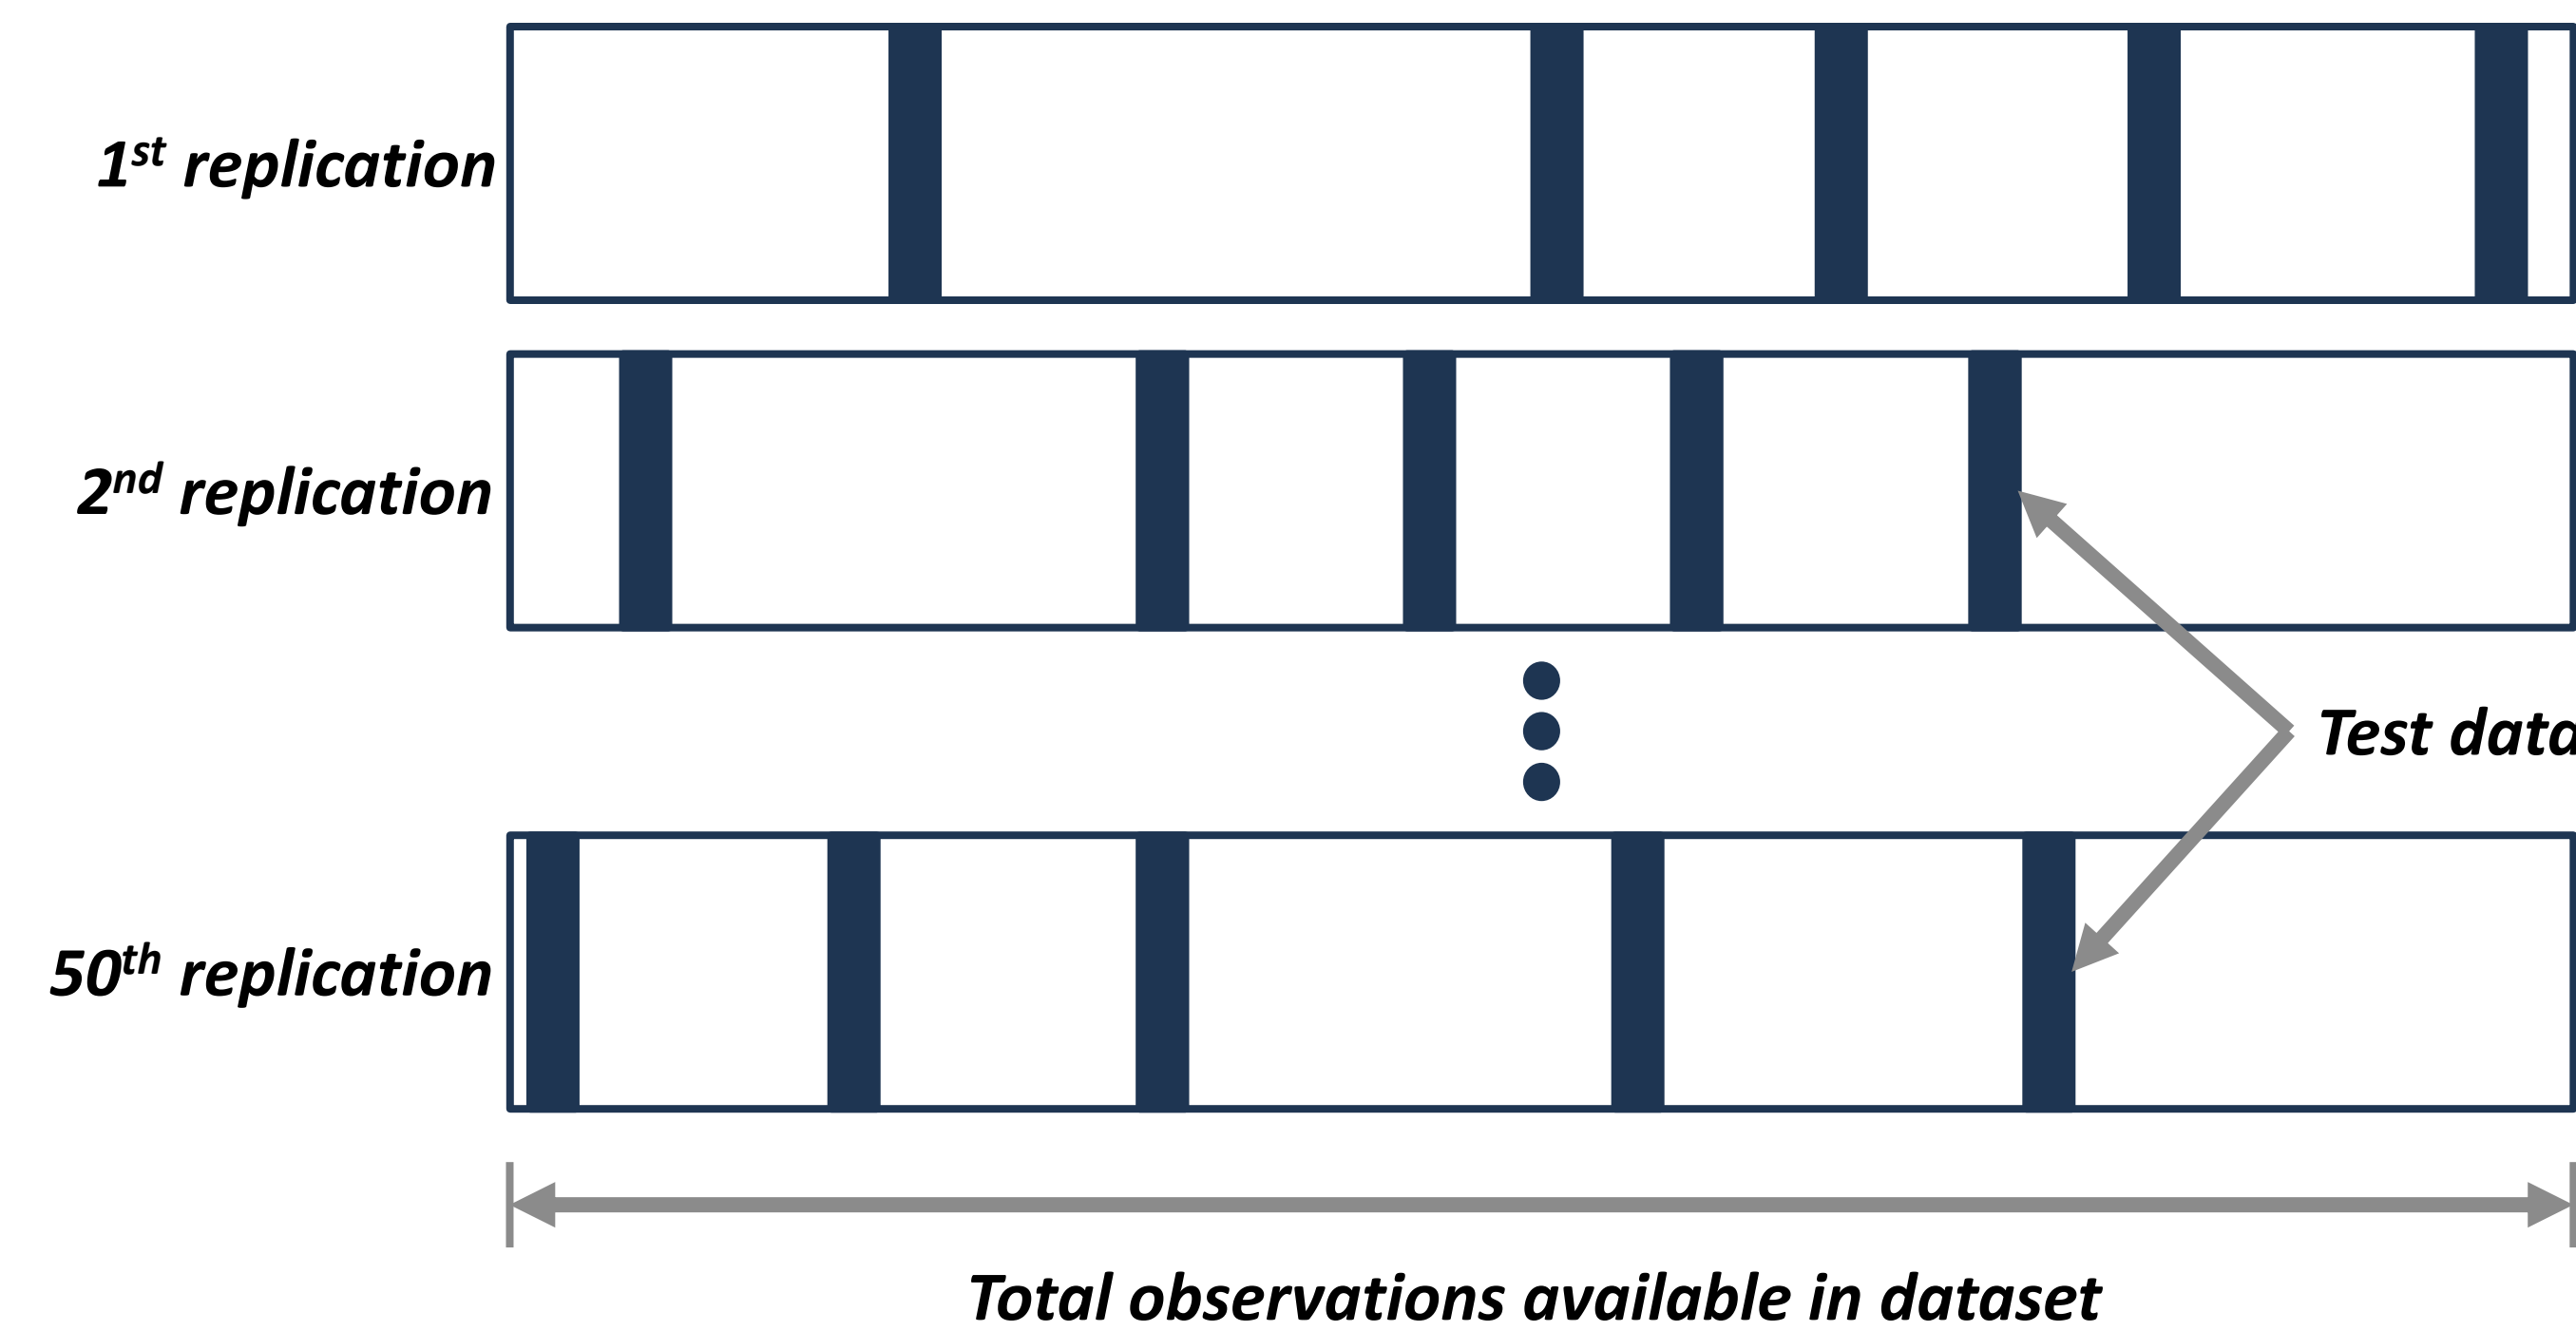 1st replication
2nd replication
Test data
50th replication
Total observations available in dataset